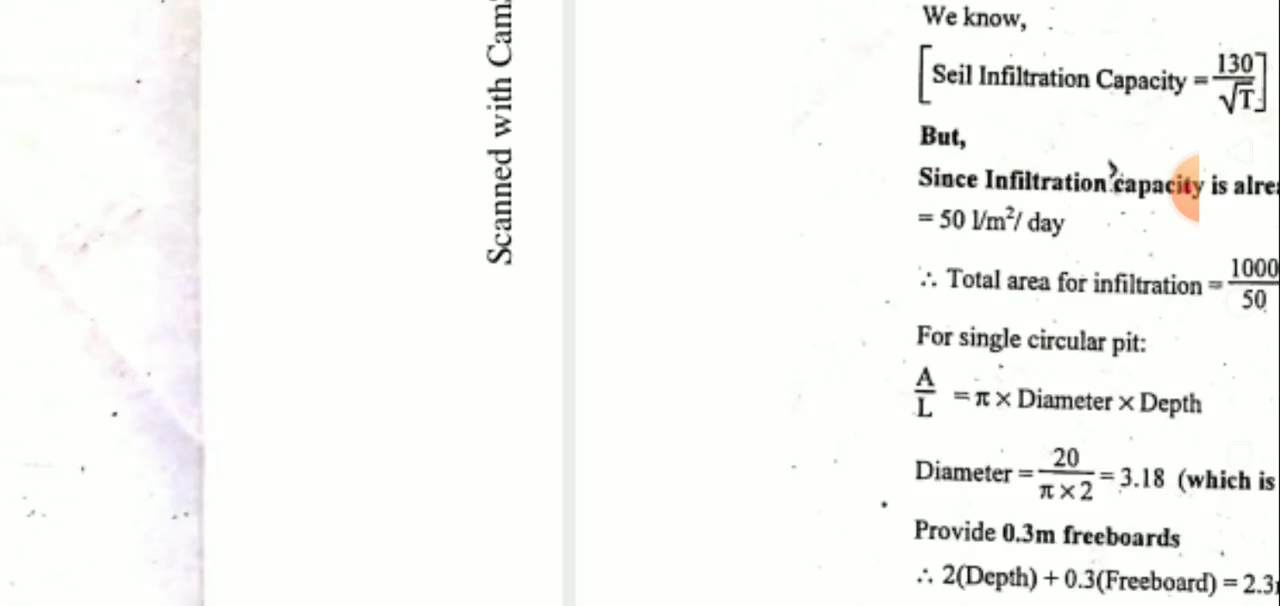 Scanned with Cam
We know,
[Seil Infiltration Capacity = 130/√T]
But,
Since Infiltration capacity is alre
= 50 l/m²/ day
∴ Total area for infiltration = 1000/50
For single circular pit:
A/L = π × Diameter × Depth
Diameter = 20/π × 2 = 3.18 (which is
Provide 0.3m freeboards
∴ 2(Depth) + 0.3(Freeboard) = 2.3